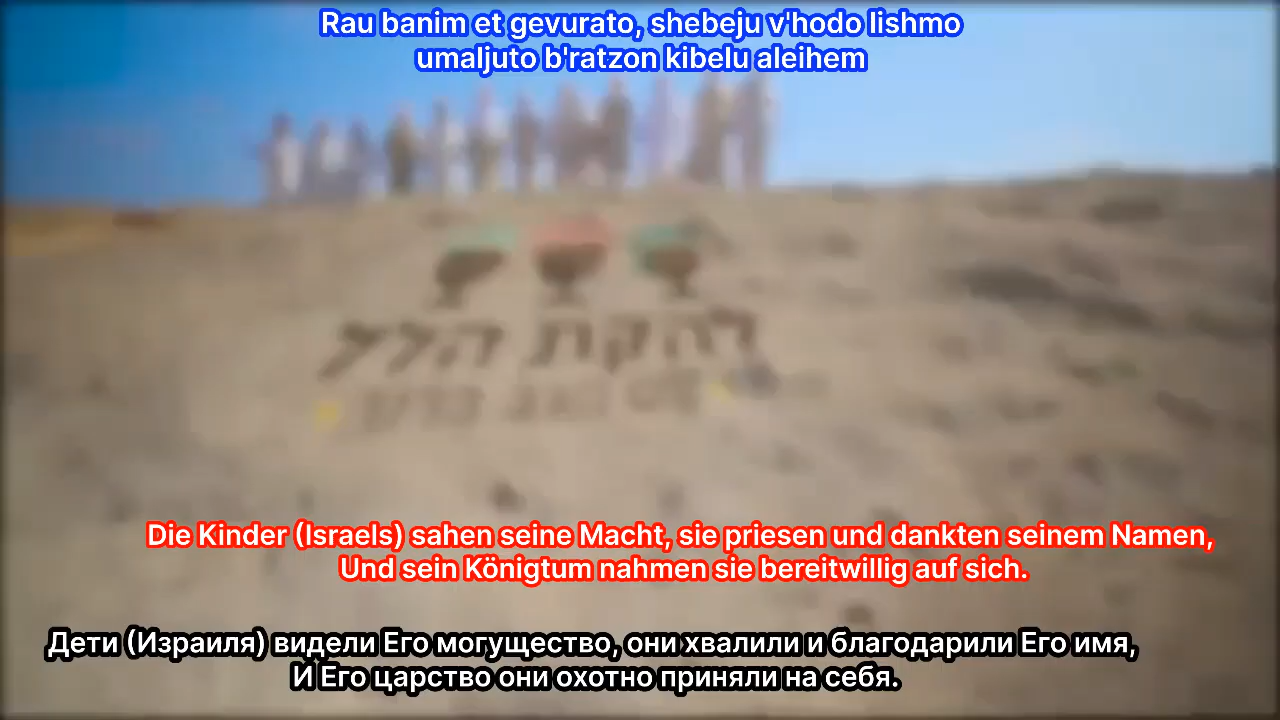 Rau banim et gevurato, shebeju v'hodo lishmo
umaljuto b'ratzon kibelu aleihem
להקת הלל
Die Kinder (Israels) sahen seine Macht, sie priesen und dankten seinem Namen,
Und sein Königtum nahmen sie bereitwillig auf sich.
Дети (Израиля) видели Его могущество, они хвалили и благодарили Его имя,
И Его царство они охотно приняли на себя.